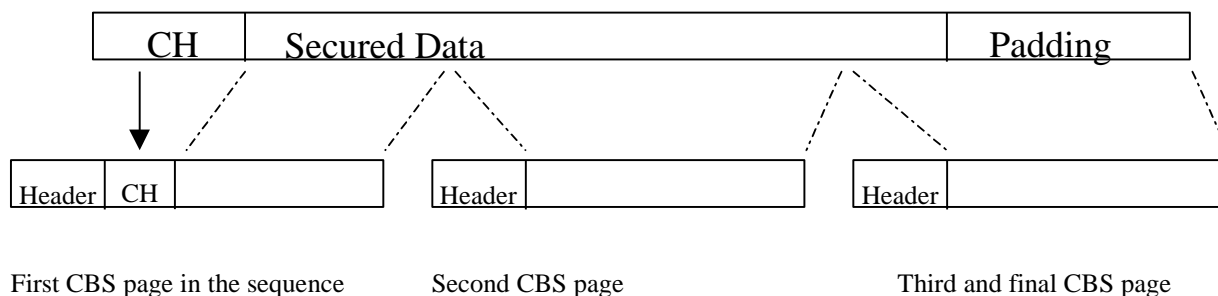 CH Secured Data Padding
Header CH Header Header
First CBS page in the sequence Second CBS page Third and final CBS page